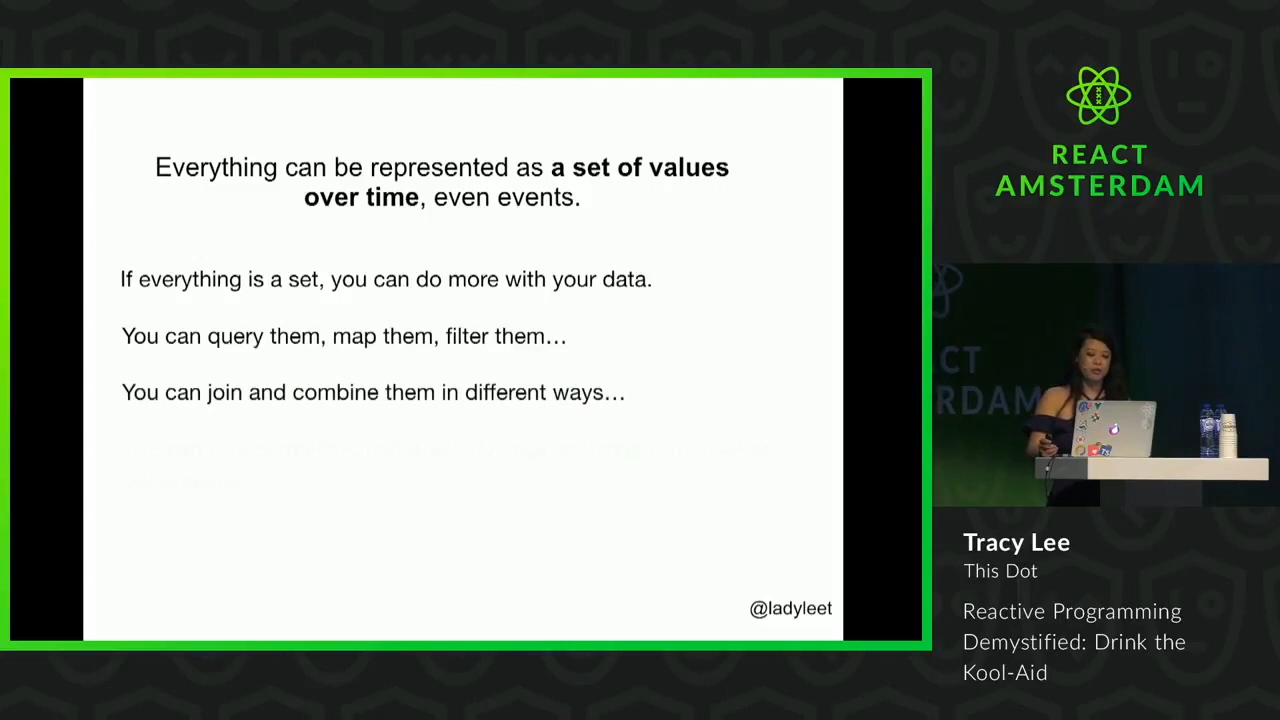 Everything can be represented as a set of values
over time, even events.
If everything is a set, you can do more with your data.
You can query them, map them, filter them…
You can join and combine them in different ways…
@ladyleet
REACT
AMSTERDAM
CT
RDAM
Tracy Lee
This Dot
Reactive Programming
Demystified: Drink the
Kool-Aid